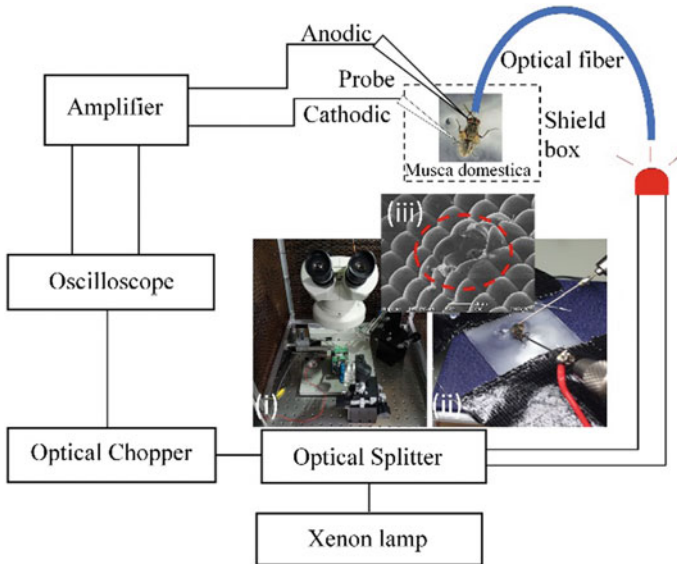 Anodic
Optical fiber
Probe
Amplifier
Cathodic
Shield
box
Musca domestica
(iii)
Oscilloscope
(i)
(ii)
Optical Chopper
Optical Splitter
Xenon lamp